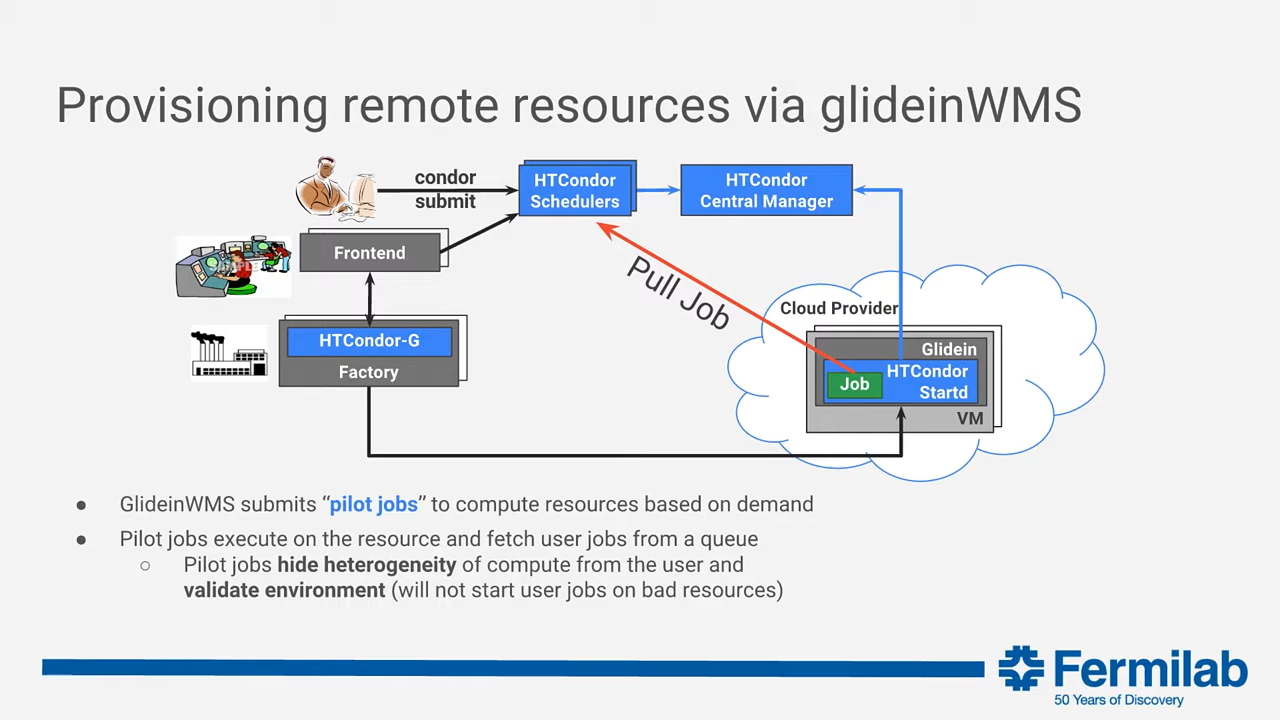 Provisioning remote resources via glideinWMS
condor
submit
HTCondor
Schedulers
HTCondor
Central Manager
Frontend
Pull Job
Cloud Provider
HTCondor-G
Factory
Glidein
HTCondor
Startd
Job
VM
● GlideinWMS submits “pilot jobs” to compute resources based on demand
● Pilot jobs execute on the resource and fetch user jobs from a queue
○ Pilot jobs hide heterogeneity of compute from the user and
validate environment (will not start user jobs on bad resources)
Fermilab
50 Years of Discovery